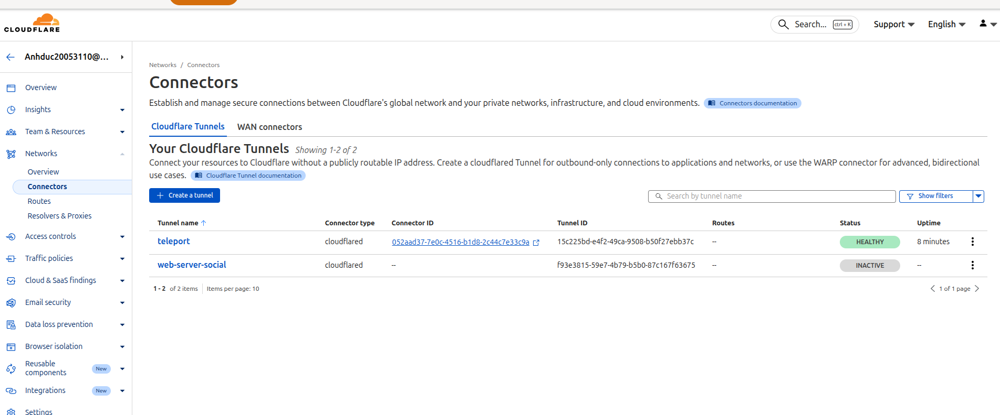 CLOUDFLARE
Search... ctrl + K
Support
English
Anhduc20053110@...
Overview
Insights
Team & Resources
Networks
Overview
Connectors
Routes
Resolvers & Proxies
Access controls
Traffic policies
Cloud & SaaS findings
Email security
Data loss prevention
Browser isolation
Reusable
components New
Integrations New
Settings
Networks / Connectors
Connectors
Establish and manage secure connections between Cloudflare's global network and your private networks, infrastructure, and cloud environments. Connectors documentation
Cloudflare Tunnels WAN connectors
Your Cloudflare Tunnels Showing 1-2 of 2
Connect your resources to Cloudflare without a publicly routable IP address. Create a cloudflared Tunnel for outbound-only connections to applications and networks, or use the WARP connector for advanced, bidirectional
use cases. Cloudflare Tunnel documentation
Create a tunnel
Search by tunnel name
Show filters
Tunnel name Connector type Connector ID Tunnel ID Routes Status Uptime
teleport cloudflared 052aad37-7e0c-4516-b1d8-2c44c7e33c9a 15c225bd-e4f2-49ca-9508-b50f27ebb37c -- HEALTHY 8 minutes
web-server-social cloudflared -- f93e3815-59e7-4b79-b5b0-87c167f63675 -- INACTIVE --
1 - 2 of 2 items Items per page: 10
1 of 1 page